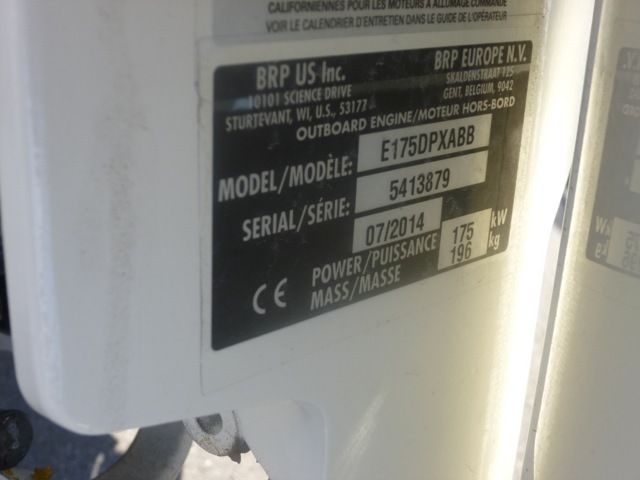 CALIFORNIENNES POUR LES MOTEURS A ALLUMAGE COMMANDÉ
VOIR LE CALENDRIER D'ENTRETIEN DANS LE GUIDE DE L'OPÉRATEUR
BRP US Inc.
10101 SCIENCE DRIVE
STURTEVANT, WI, U.S., 53177
BRP EUROPE N.V.
SKALDENSTRAAT 125
GENT, BELGIUM, 9042
OUTBOARD ENGINE/MOTEUR HORS-BORD
MODEL/MODÈLE: E175DPXABB
SERIAL/SÉRIE: 5413879
07/2014
POWER/PUISSANCE 175 kW
MASS/MASSE 196 kg
CE